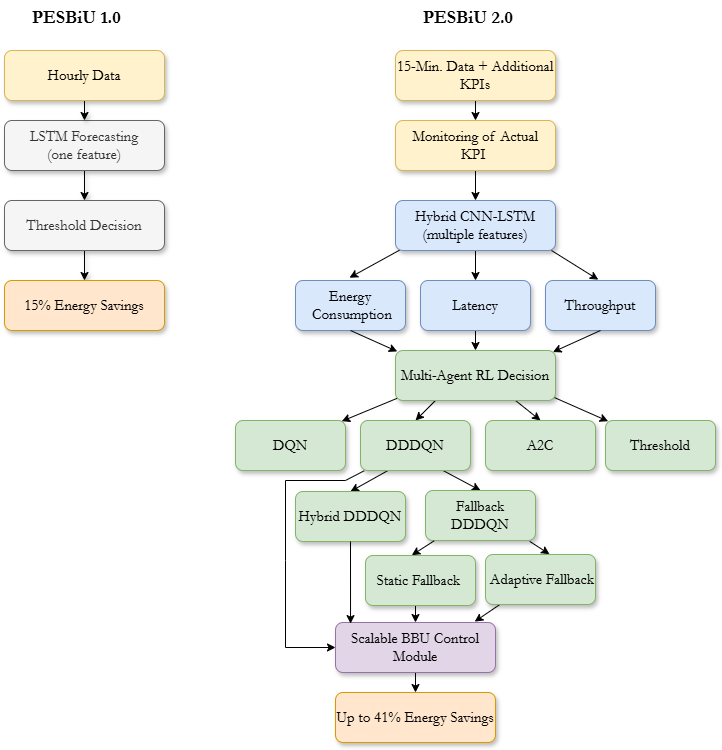 PESBiU 1.0
Hourly Data
LSTM Forecasting
(one feature)
Threshold Decision
15% Energy Savings
PESBiU 2.0
15-Min. Data + Additional
KPIs
Monitoring of Actual
KPI
Hybrid CNN-LSTM
(multiple features)
Energy
Consumption
Latency
Throughput
Multi-Agent RL Decision
DQN
DDDQN
A2C
Threshold
Hybrid DDDQN
Fallback
DDDQN
Static Fallback
Adaptive Fallback
Scalable BBU Control
Module
Up to 41% Energy Savings